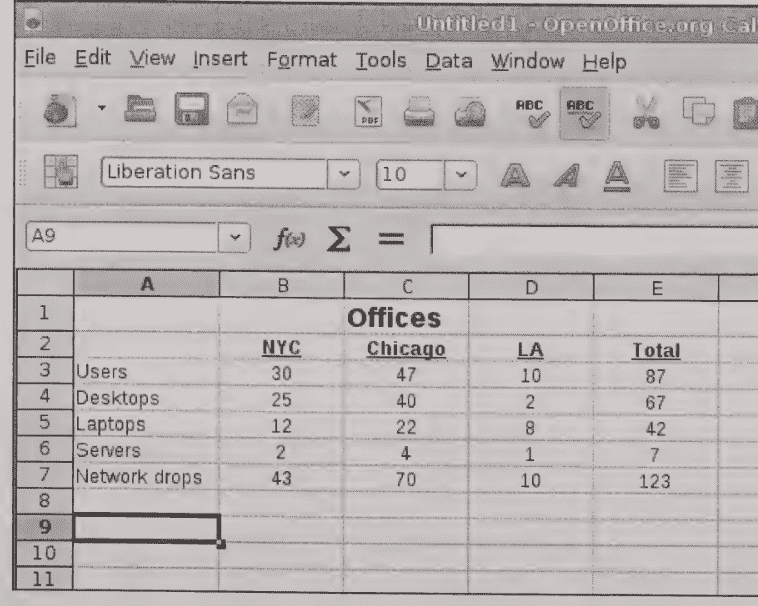 Untitled1 - OpenOffice.org Cal
File Edit View Insert Format Tools Data Window Help
PDF ABC ABC
Liberation Sans 10 A A A
A9 f(x) Σ =
A B C D E
1 Offices
2 NYC Chicago LA Total
3 Users 30 47 10 87
4 Desktops 25 40 2 67
5 Laptops 12 22 8 42
6 Servers 2 4 1 7
7 Network drops 43 70 10 123
8
9
10
11